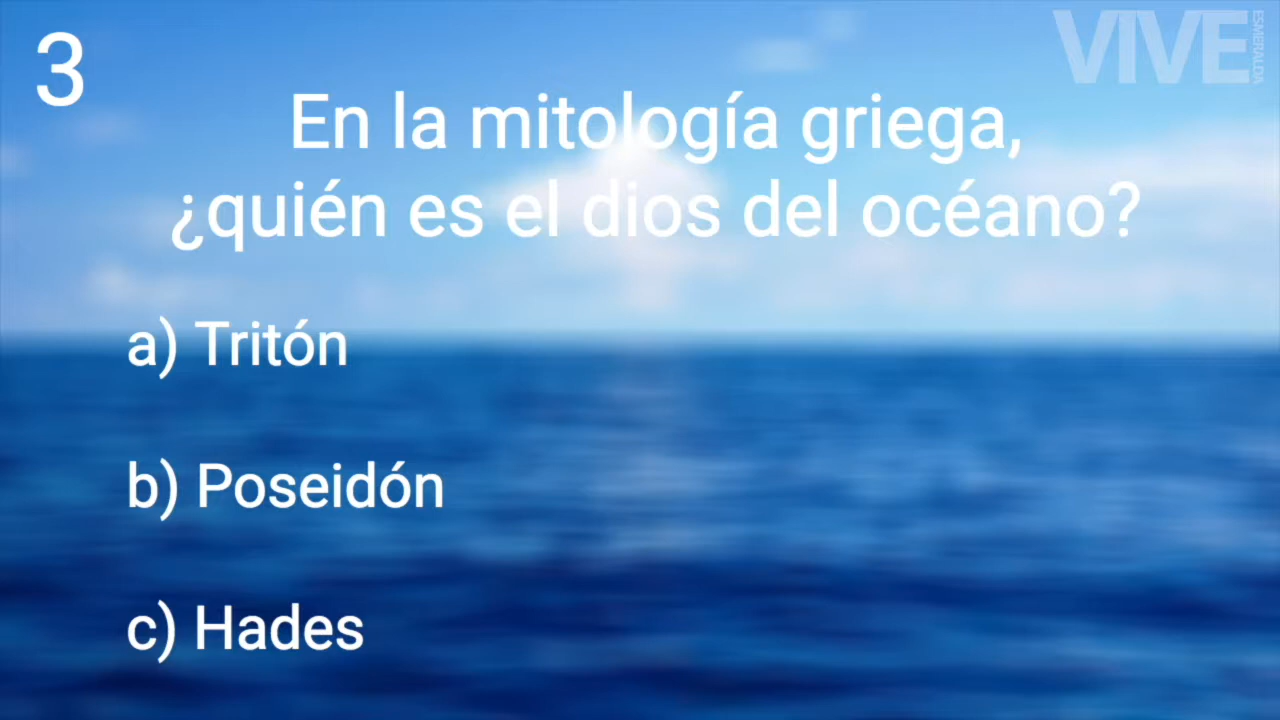 3
VIVE
ESMERALDA
En la mitología griega,
¿quién es el dios del océano?
a) Tritón
b) Poseidón
c) Hades